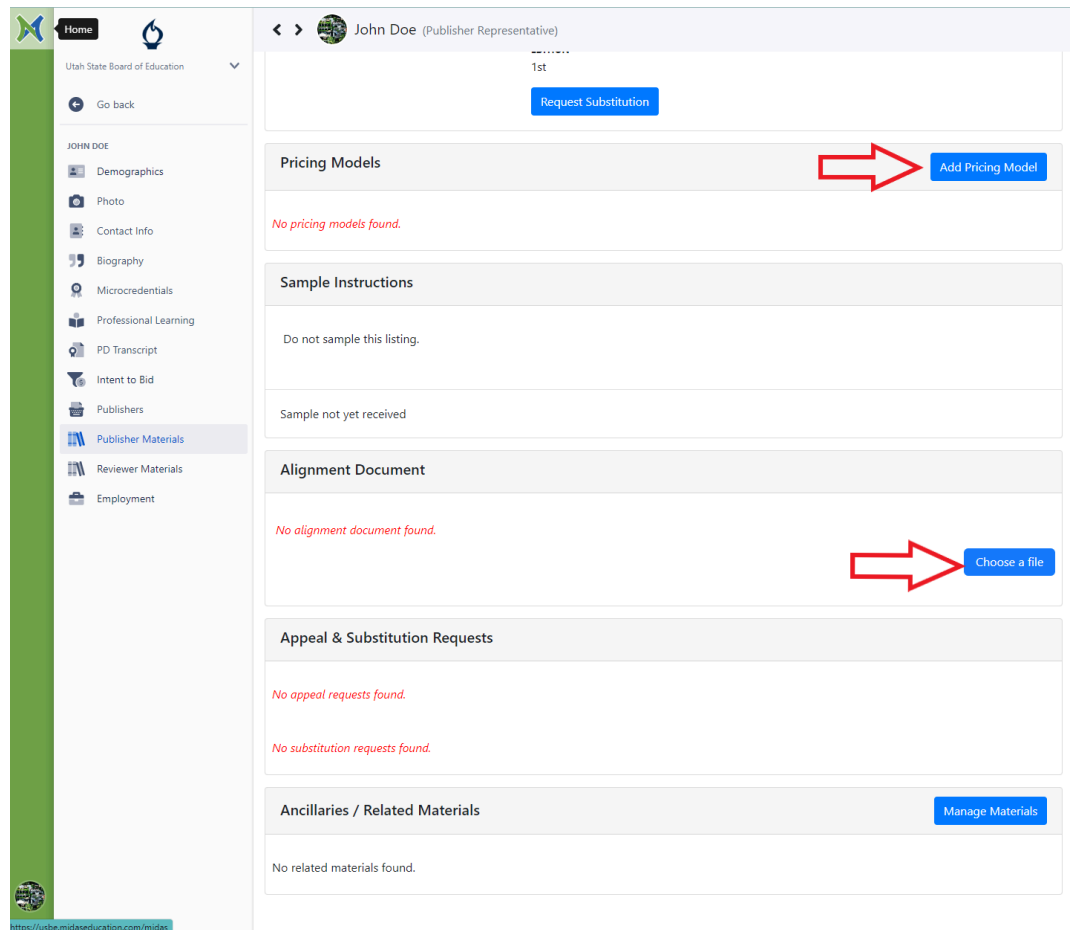 Home
Utah State Board of Education
Go back
JOHN DOE
Demographics
Photo
Contact Info
Biography
Microcredentials
Professional Learning
PD Transcript
Intent to Bid
Publishers
Publisher Materials
Reviewer Materials
Employment
https://usbe.midaseducation.com/midas
John Doe (Publisher Representative)
EDITION
1st
Request Substitution
Pricing Models
Add Pricing Model
No pricing models found.
Sample Instructions
Do not sample this listing.
Sample not yet received
Alignment Document
No alignment document found.
Choose a file
Appeal & Substitution Requests
No appeal requests found.
No substitution requests found.
Ancillaries / Related Materials
Manage Materials
No related materials found.